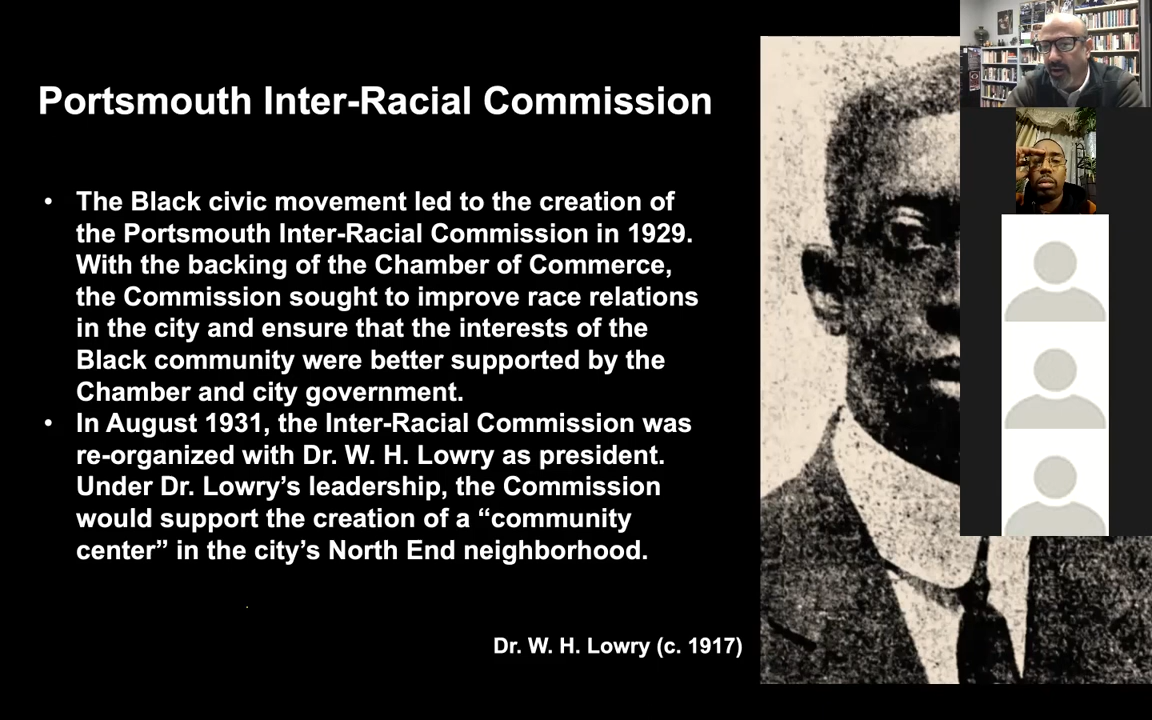 Portsmouth Inter-Racial Commission
• The Black civic movement led to the creation of
the Portsmouth Inter-Racial Commission in 1929.
With the backing of the Chamber of Commerce,
the Commission sought to improve race relations
in the city and ensure that the interests of the
Black community were better supported by the
Chamber and city government.
• In August 1931, the Inter-Racial Commission was
re-organized with Dr. W. H. Lowry as president.
Under Dr. Lowry’s leadership, the Commission
would support the creation of a “community
center” in the city’s North End neighborhood.
Dr. W. H. Lowry (c. 1917)